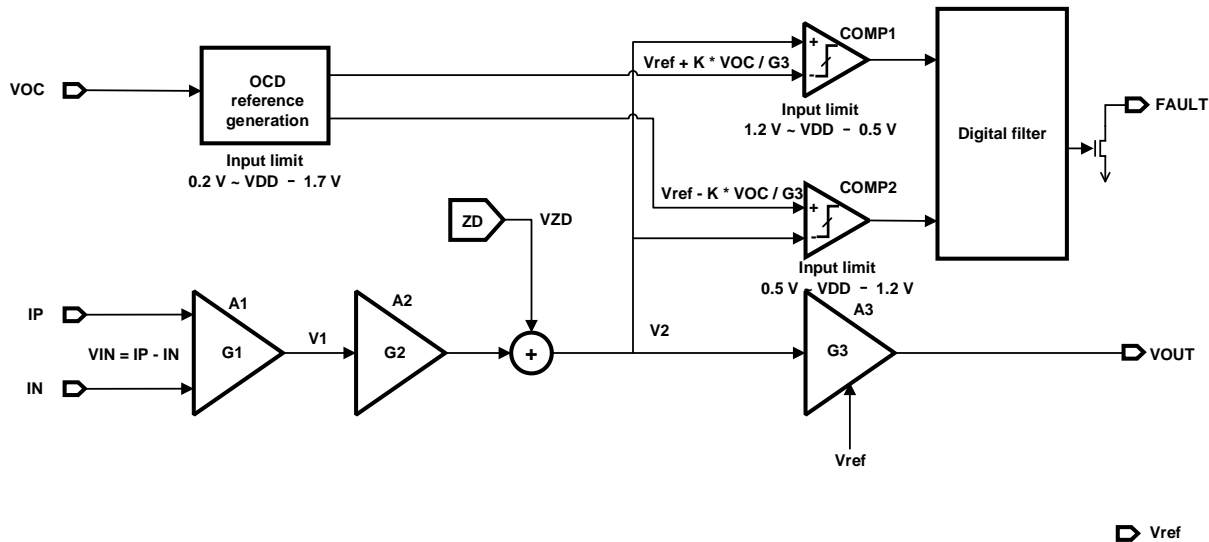 VOC
OCD
reference
generation
Input limit
0.2 V ~ VDD － 1.7 V
Vref + K * VOC / G3
+
-
COMP1
Input limit
1.2 V ~ VDD － 0.5 V
Digital filter
FAULT
Vref - K * VOC / G3
+
-
COMP2
Input limit
0.5 V ~ VDD － 1.2 V
ZD
VZD
IP
VIN = IP - IN
IN
A1
G1
V1
A2
G2
+
V2
A3
G3
VOUT
Vref
Vref